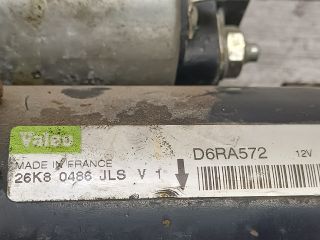 Valeo
MADE IN FRANCE
D6RA572 12V
26K8 0486 JLS V 1